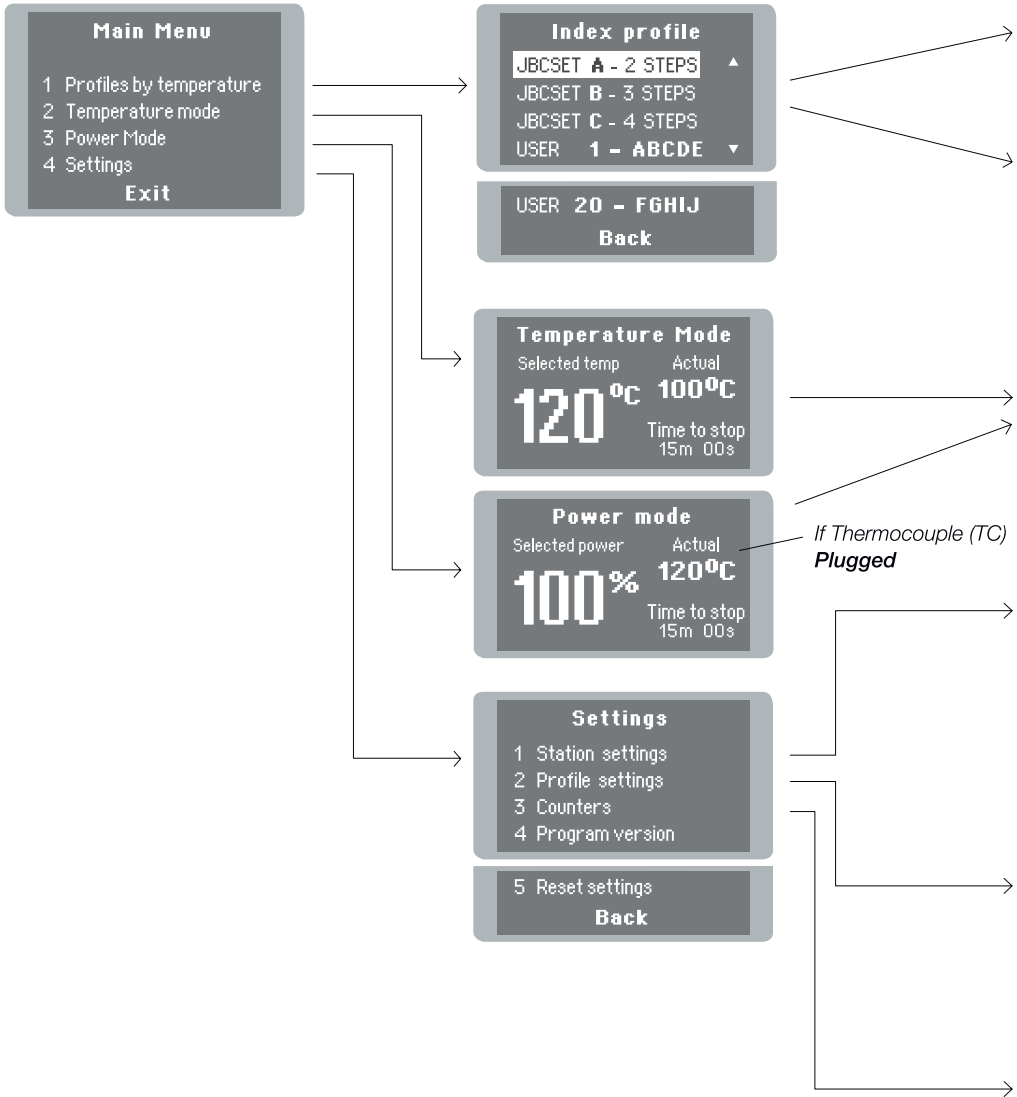 Main Menu
1 Profiles by temperature
2 Temperature mode
3 Power Mode
4 Settings
Exit
Index profile
JBCSET A - 2 STEPS ▲
JBCSET B - 3 STEPS
JBCSET C - 4 STEPS
USER 1 - ABCDE ▼
USER 20 - FGHIJ
Back
Temperature Mode
Selected temp Actual
120ºC 100ºC
Time to stop
15m 00s
Power mode
Selected power Actual
100% 120ºC
Time to stop
15m 00s
If Thermocouple (TC)
Plugged
Settings
1 Station settings
2 Profile settings
3 Counters
4 Program version
5 Reset settings
Back